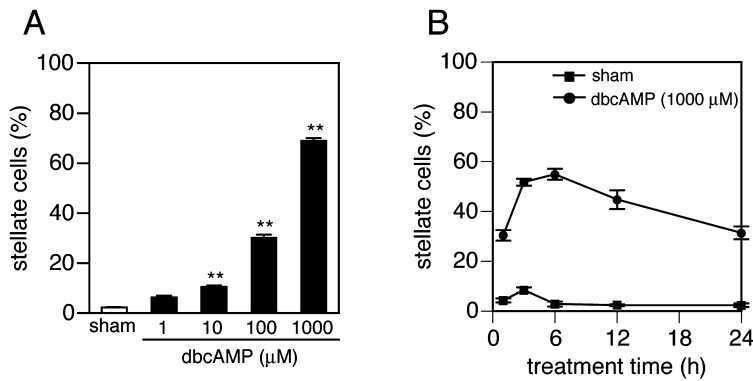 A
stellate cells (%)
100
80
60
40
20
0
**
**
**
sham 1 10 100 1000
dbcAMP (µM)
B
stellate cells (%)
100
80
60
40
20
0
sham
dbcAMP (1000 µM)
0 6 12 18 24
treatment time (h)